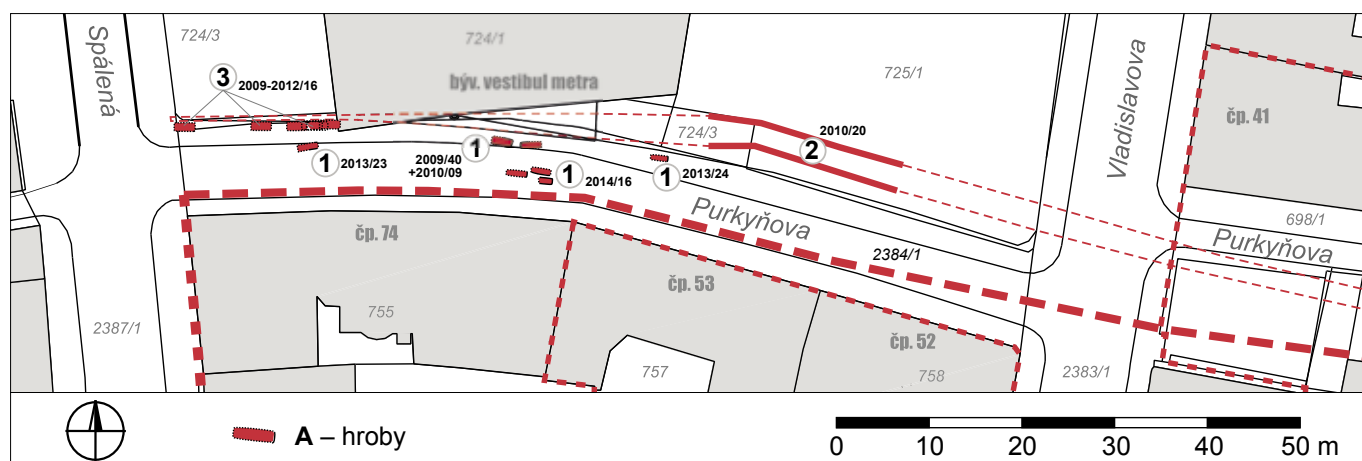 Spálená
724/3
724/1
725/1
Vladislavova
čp. 41
3 2009-2012/16
býv. vestibul metra
2010/20
2
724/3
1 2013/23
2009/40
+2010/09
1
1 2014/16
1 2013/24
Purkyňova
2384/1
698/1
Purkyňova
čp. 74
čp. 53
čp. 52
2387/1
755
757
758
2383/1
A – hroby
0 10 20 30 40 50 m